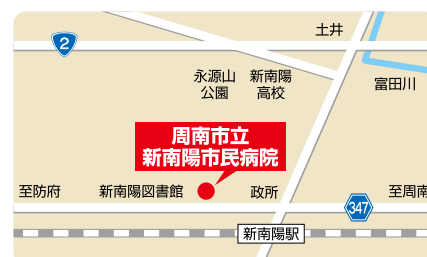 土井
2
永源山
公園
新南陽
高校
富田川
周南市立
新南陽市民病院
至防府
新南陽図書館
政所
347
至周南
新南陽駅